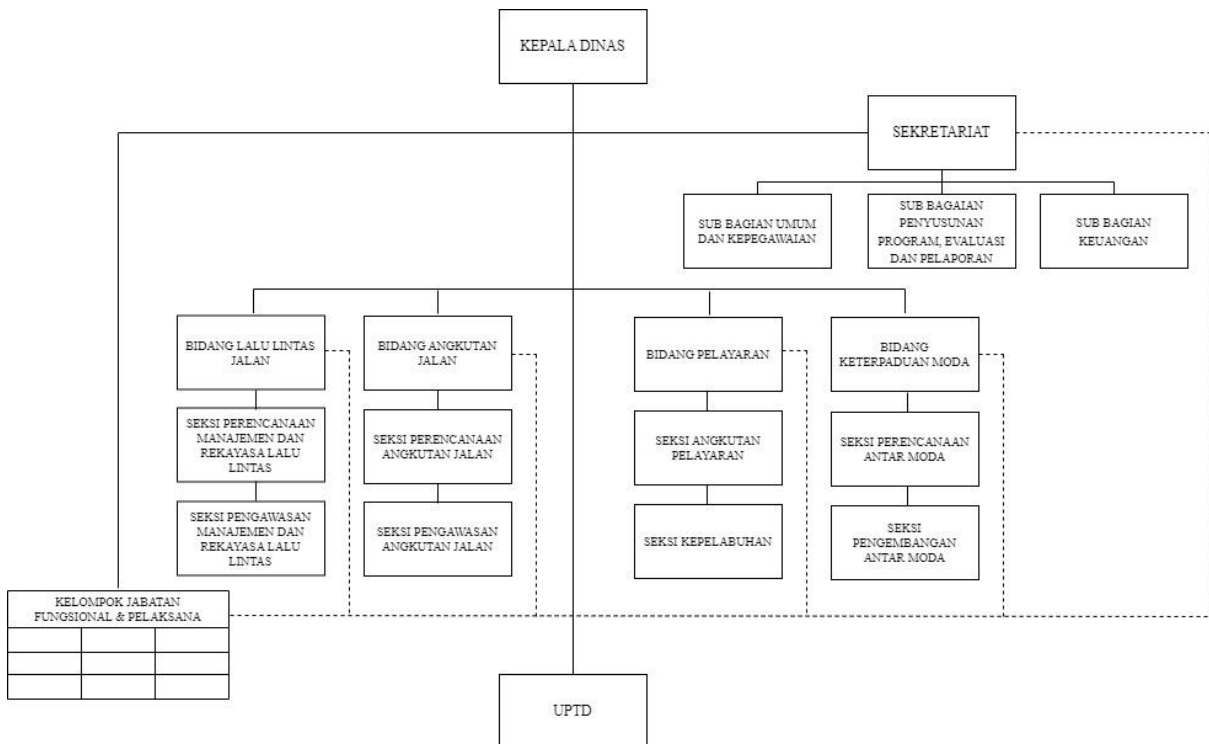 KEPALA DINAS
SEKRETARIAT
SUB BAGIAN UMUM
DAN KEPEGAWAIAN
SUB BAGAIAN
PENYUSUNAN
PROGRAM, EVALUASI
DAN PELAPORAN
SUB BAGIAN
KEUANGAN
BIDANG LALU LINTAS
JALAN
BIDANG ANGKUTAN
JALAN
BIDANG PELAYARAN
BIDANG
KETERPADUAN MODA
SEKSI PERENCANAAN
MANAJEMEN DAN
REKAYASA LALU
LINTAS
SEKSI PERENCANAAN
ANGKUTAN JALAN
SEKSI ANGKUTAN
PELAYARAN
SEKSI PERENCANAAN
ANTAR MODA
SEKSI PENGAWASAN
MANAJEMEN DAN
REKAYASA LALU
LINTAS
SEKSI PENGAWASAN
ANGKUTAN JALAN
SEKSI KEPELABUHAN
SEKSI
PENGEMBANGAN
ANTAR MODA
KELOMPOK JABATAN
FUNGSIONAL & PELAKSANA
UPTD